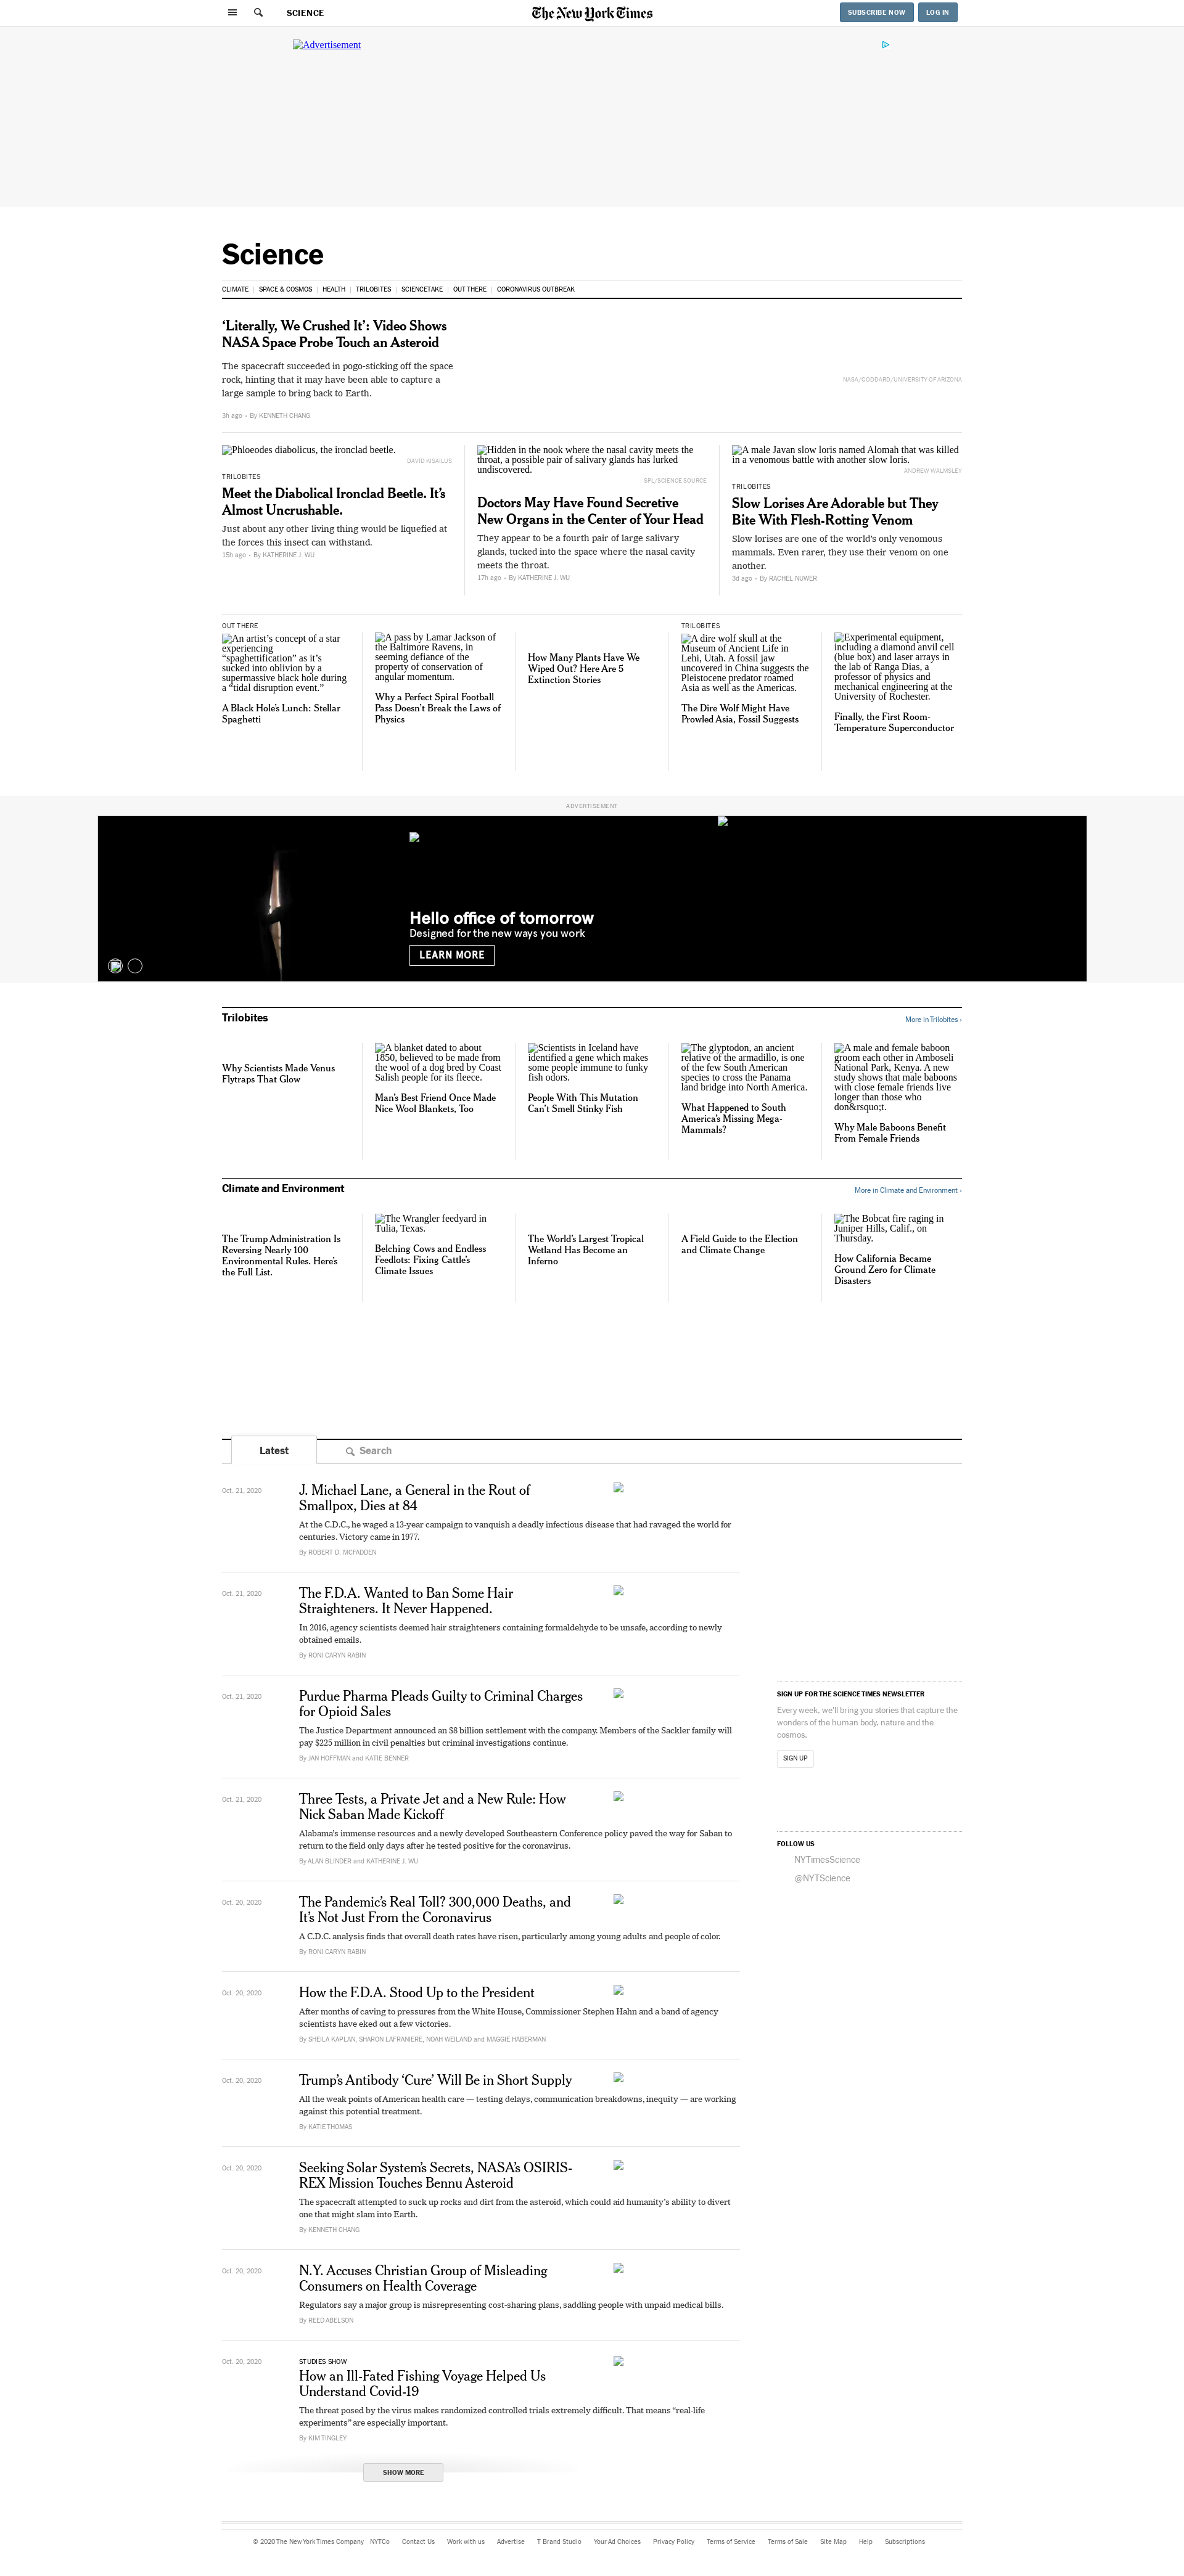 SCIENCE
The New York Times
SUBSCRIBE NOW
LOG IN
Advertisement
Science
CLIMATE | SPACE & COSMOS | HEALTH | TRILOBITES | SCIENCETAKE | OUT THERE | CORONAVIRUS OUTBREAK
‘Literally, We Crushed It’: Video Shows
NASA Space Probe Touch an Asteroid
The spacecraft succeeded in pogo-sticking off the space
rock, hinting that it may have been able to capture a
large sample to bring back to Earth.
3h ago • By KENNETH CHANG
NASA/GODDARD/UNIVERSITY OF ARIZONA
Phloeodes diabolicus, the ironclad beetle.
DAVID KISAILUS
TRILOBITES
Meet the Diabolical Ironclad Beetle. It’s
Almost Uncrushable.
Just about any other living thing would be liquefied at
the forces this insect can withstand.
15h ago • By KATHERINE J. WU
Hidden in the nook where the nasal cavity meets the
throat, a possible pair of salivary glands has lurked
undiscovered.
SPL/SCIENCE SOURCE
Doctors May Have Found Secretive
New Organs in the Center of Your Head
They appear to be a fourth pair of large salivary
glands, tucked into the space where the nasal cavity
meets the throat.
17h ago • By KATHERINE J. WU
A male Javan slow loris named Alomah that was killed
in a venomous battle with another slow loris.
ANDREW WALMSLEY
TRILOBITES
Slow Lorises Are Adorable but They
Bite With Flesh-Rotting Venom
Slow lorises are one of the world’s only venomous
mammals. Even rarer, they use their venom on one
another.
3d ago • By RACHEL NUWER
OUT THERE
An artist’s concept of a star
experiencing
“spaghettification” as it’s
sucked into oblivion by a
supermassive black hole during
a “tidal disruption event.”
A Black Hole’s Lunch: Stellar
Spaghetti
A pass by Lamar Jackson of
the Baltimore Ravens, in
seeming defiance of the
property of conservation of
angular momentum.
Why a Perfect Spiral Football
Pass Doesn’t Break the Laws of
Physics
How Many Plants Have We
Wiped Out? Here Are 5
Extinction Stories
TRILOBITES
A dire wolf skull at the
Museum of Ancient Life in
Lehi, Utah. A fossil jaw
uncovered in China suggests the
Pleistocene predator roamed
Asia as well as the Americas.
The Dire Wolf Might Have
Prowled Asia, Fossil Suggests
Experimental equipment,
including a diamond anvil cell
(blue box) and laser arrays in
the lab of Ranga Dias, a
professor of physics and
mechanical engineering at the
University of Rochester.
Finally, the First Room-
Temperature Superconductor
ADVERTISEMENT
Hello office of tomorrow
Designed for the new ways you work
LEARN MORE
Trilobites
More in Trilobites ›
Why Scientists Made Venus
Flytraps That Glow
A blanket dated to about
1850, believed to be made from
the wool of a dog bred by Coast
Salish people for its fleece.
Man’s Best Friend Once Made
Nice Wool Blankets, Too
Scientists in Iceland have
identified a gene which makes
some people immune to funky
fish odors.
People With This Mutation
Can’t Smell Stinky Fish
The glyptodon, an ancient
relative of the armadillo, is one
of the few South American
species to cross the Panama
land bridge into North America.
What Happened to South
America’s Missing Mega-
Mammals?
A male and female baboon
groom each other in Amboseli
National Park, Kenya. A new
study shows that male baboons
with close female friends live
longer than those who
don&rsquo;t.
Why Male Baboons Benefit
From Female Friends
Climate and Environment
More in Climate and Environment ›
The Trump Administration Is
Reversing Nearly 100
Environmental Rules. Here’s
the Full List.
The Wrangler feedyard in
Tulia, Texas.
Belching Cows and Endless
Feedlots: Fixing Cattle’s
Climate Issues
The World’s Largest Tropical
Wetland Has Become an
Inferno
A Field Guide to the Election
and Climate Change
The Bobcat fire raging in
Juniper Hills, Calif., on
Thursday.
How California Became
Ground Zero for Climate
Disasters
Latest
Search
Oct. 21, 2020
J. Michael Lane, a General in the Rout of
Smallpox, Dies at 84
At the C.D.C., he waged a 13-year campaign to vanquish a deadly infectious disease that had ravaged the world for
centuries. Victory came in 1977.
By ROBERT D. MCFADDEN
Oct. 21, 2020
The F.D.A. Wanted to Ban Some Hair
Straighteners. It Never Happened.
In 2016, agency scientists deemed hair straighteners containing formaldehyde to be unsafe, according to newly
obtained emails.
By RONI CARYN RABIN
Oct. 21, 2020
Purdue Pharma Pleads Guilty to Criminal Charges
for Opioid Sales
The Justice Department announced an $8 billion settlement with the company. Members of the Sackler family will
pay $225 million in civil penalties but criminal investigations continue.
By JAN HOFFMAN and KATIE BENNER
SIGN UP FOR THE SCIENCE TIMES NEWSLETTER
Every week, we’ll bring you stories that capture the
wonders of the human body, nature and the
cosmos.
SIGN UP
Oct. 21, 2020
Three Tests, a Private Jet and a New Rule: How
Nick Saban Made Kickoff
Alabama’s immense resources and a newly developed Southeastern Conference policy paved the way for Saban to
return to the field only days after he tested positive for the coronavirus.
By ALAN BLINDER and KATHERINE J. WU
FOLLOW US
NYTimesScience
@NYTScience
Oct. 20, 2020
The Pandemic’s Real Toll? 300,000 Deaths, and
It’s Not Just From the Coronavirus
A C.D.C. analysis finds that overall death rates have risen, particularly among young adults and people of color.
By RONI CARYN RABIN
Oct. 20, 2020
How the F.D.A. Stood Up to the President
After months of caving to pressures from the White House, Commissioner Stephen Hahn and a band of agency
scientists have eked out a few victories.
By SHEILA KAPLAN, SHARON LAFRANIERE, NOAH WEILAND and MAGGIE HABERMAN
Oct. 20, 2020
Trump’s Antibody ‘Cure’ Will Be in Short Supply
All the weak points of American health care — testing delays, communication breakdowns, inequity — are working
against this potential treatment.
By KATIE THOMAS
Oct. 20, 2020
Seeking Solar System’s Secrets, NASA’s OSIRIS-
REX Mission Touches Bennu Asteroid
The spacecraft attempted to suck up rocks and dirt from the asteroid, which could aid humanity’s ability to divert
one that might slam into Earth.
By KENNETH CHANG
Oct. 20, 2020
N.Y. Accuses Christian Group of Misleading
Consumers on Health Coverage
Regulators say a major group is misrepresenting cost-sharing plans, saddling people with unpaid medical bills.
By REED ABELSON
Oct. 20, 2020
STUDIES SHOW
How an Ill-Fated Fishing Voyage Helped Us
Understand Covid-19
The threat posed by the virus makes randomized controlled trials extremely difficult. That means “real-life
experiments” are especially important.
By KIM TINGLEY
SHOW MORE
© 2020 The New York Times Company NYTCo Contact Us Work with us Advertise T Brand Studio Your Ad Choices Privacy Policy Terms of Service Terms of Sale Site Map Help Subscriptions